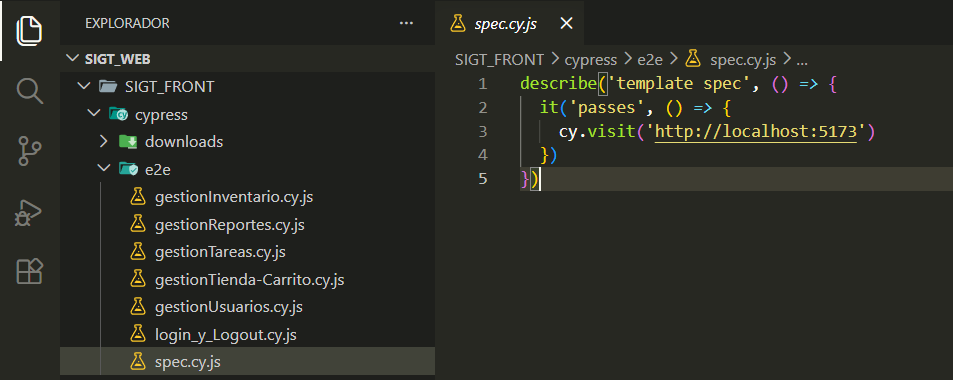 EXPLORADOR ...
SIGT_WEB
SIGT_FRONT
cypress
downloads
e2e
gestionInventario.cy.js
gestionReportes.cy.js
gestionTareas.cy.js
gestionTienda-Carrito.cy.js
gestionUsuarios.cy.js
login_y_Logout.cy.js
spec.cy.js
spec.cy.js
SIGT_FRONT > cypress > e2e > spec.cy.js > ...
1 describe('template spec', () => {
2 it('passes', () => {
3 cy.visit('http://localhost:5173')
4 })
5 })